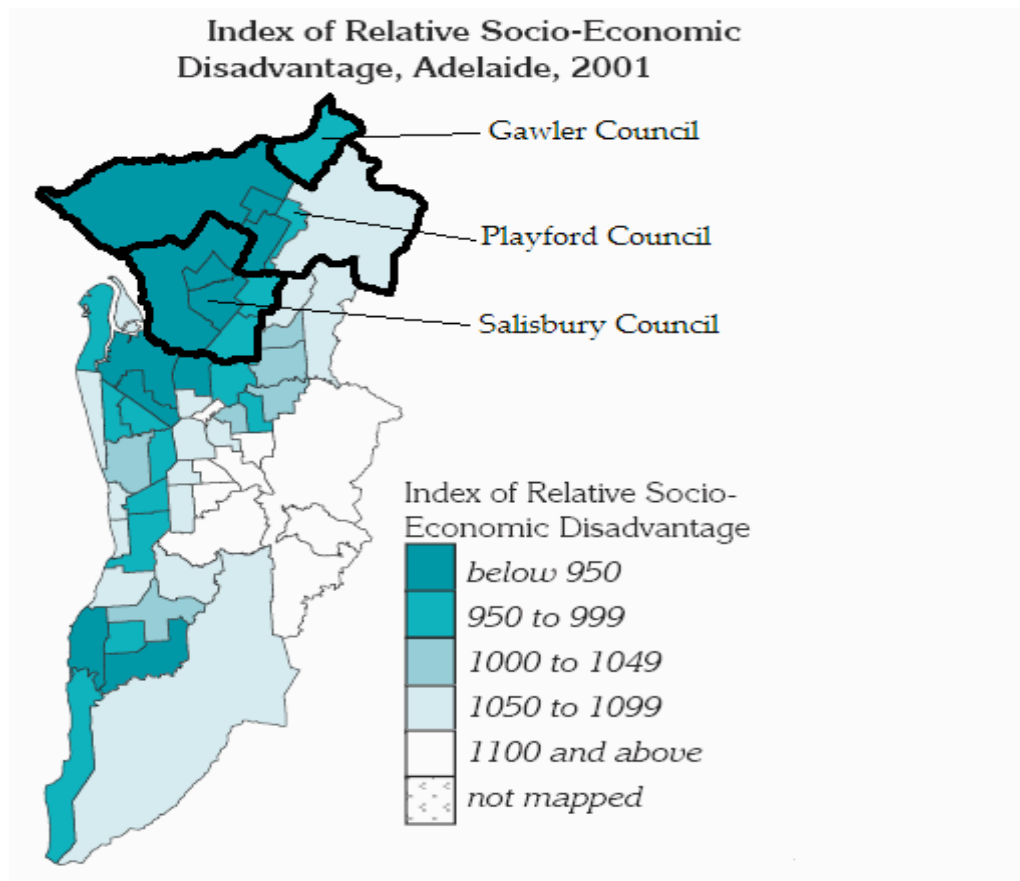 Index of Relative Socio-Economic
Disadvantage, Adelaide, 2001
Gawler Council
Playford Council
Salisbury Council
Index of Relative Socio-
Economic Disadvantage
below 950
950 to 999
1000 to 1049
1050 to 1099
1100 and above
not mapped